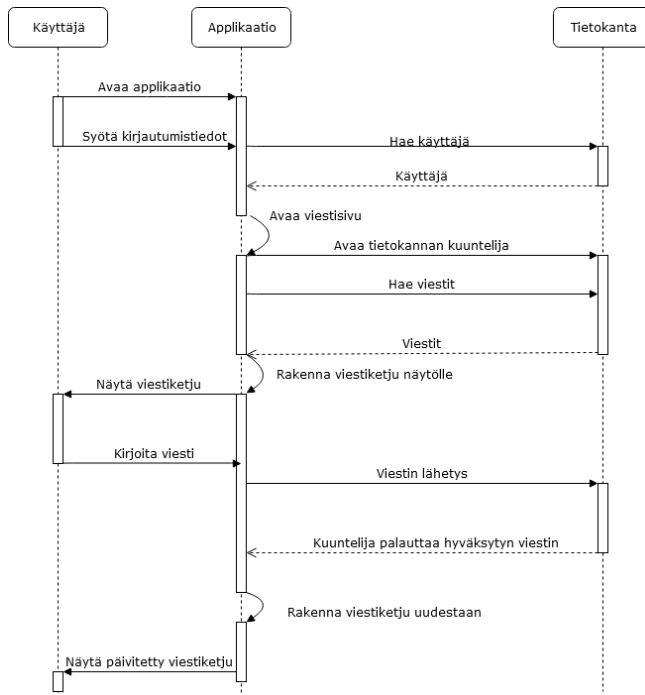 Käyttäjä
Applikaatio
Tietokanta
Avaa applikaatio
Syötä kirjautumistiedot
Hae käyttäjä
Käyttäjä
Avaa viestisivu
Avaa tietokannan kuuntelija
Hae viestit
Viestit
Rakenna viestiketju näytölle
Näytä viestiketju
Kirjoita viesti
Viestin lähetys
Kuuntelija palauttaa hyväksytyn viestin
Rakenna viestiketju uudestaan
Näytä päivitetty viestiketju